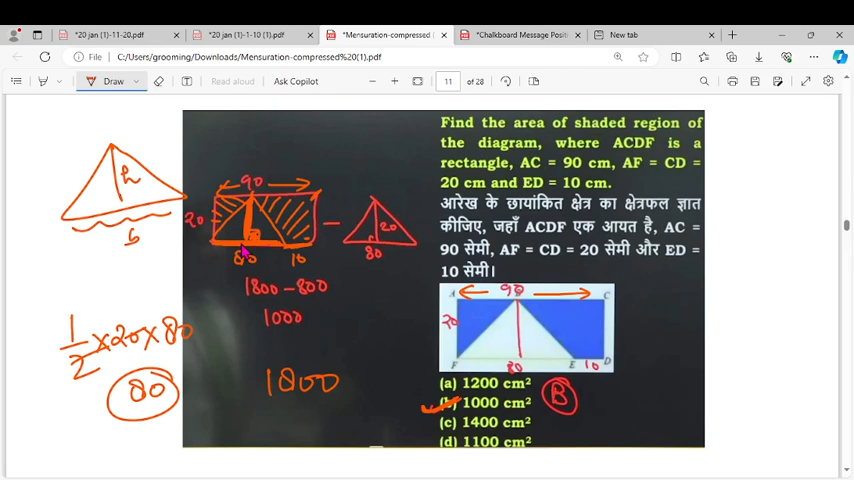 *20 jan (1)-11-20.pdf
*20 jan (1)-1-10 (1).pdf
*Mensuration-compressed
*Chalkboard Message Posit
New tab
File
C:/Users/grooming/Downloads/Mensuration-compressed%20(1).pdf
Draw
Read aloud
Ask Copilot
11 of 28
Find the area of shaded region of
the diagram, where ACDF is a
rectangle, AC = 90 cm, AF = CD =
20 cm and ED = 10 cm.
आरेख के छायांकित क्षेत्र का क्षेत्रफल ज्ञात
कीजिए, जहाँ ACDF एक आयत है, AC =
90 सेमी, AF = CD = 20 सेमी और ED =
10 सेमी।
A 90 B C
20
F 80 E 10 D
(a) 1200 cm²
(b) 1000 cm² B
(c) 1400 cm²
(d) 1100 cm²
h
b
90
20
80 10
- 20
80
1800 - 800
1000
1/2 × 20 × 80
80
1800